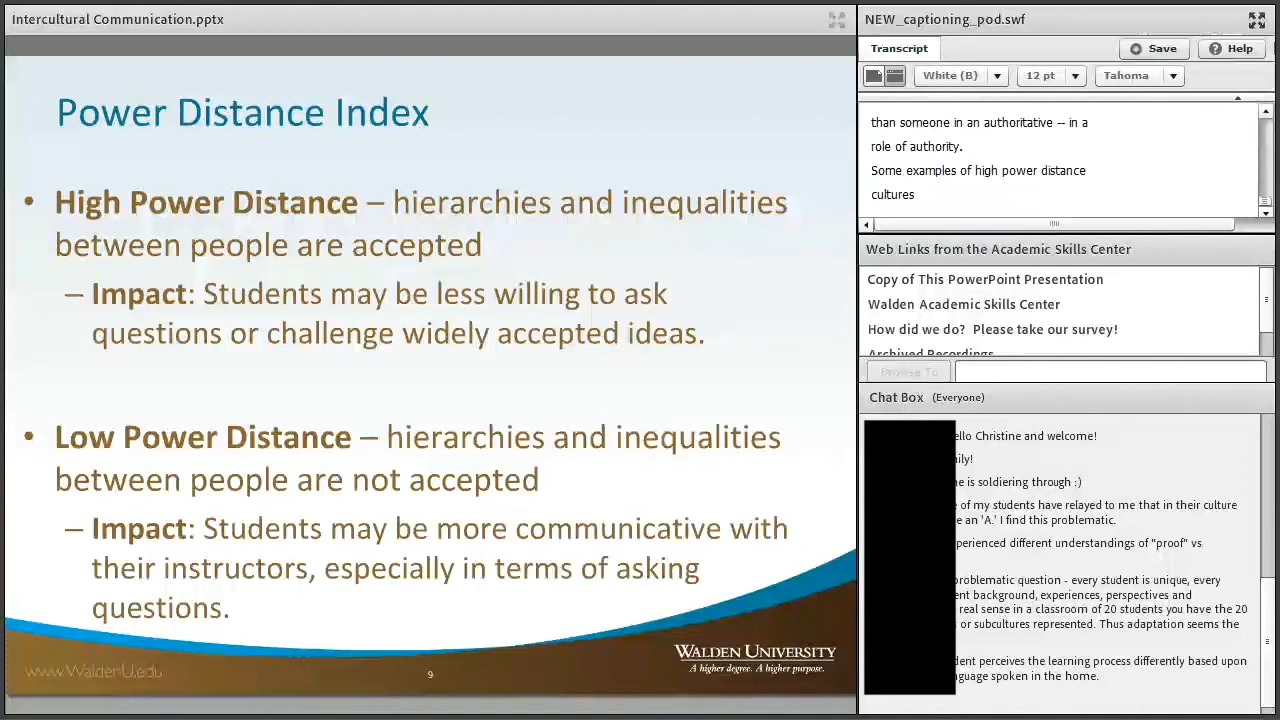 Intercultural Communication.pptx
Power Distance Index
• High Power Distance – hierarchies and inequalities
between people are accepted
– Impact: Students may be less willing to ask
questions or challenge widely accepted ideas.
• Low Power Distance – hierarchies and inequalities
between people are not accepted
– Impact: Students may be more communicative with
their instructors, especially in terms of asking
questions.
www.WaldenU.edu
9
WALDEN UNIVERSITY
A higher degree. A higher purpose.
NEW_captioning_pod.swf
Transcript
Save
Help
White (B)
12 pt
Tahoma
than someone in an authoritative -- in a
role of authority.
Some examples of high power distance
cultures
Web Links from the Academic Skills Center
Copy of This PowerPoint Presentation
Walden Academic Skills Center
How did we do? Please take our survey!
Archived Recordings
Browse To
Chat Box (Everyone)
ello Christine and welcome!
ily!
e is soldiering through :)
e of my students have relayed to me that in their culture
e an 'A.' I find this problematic.
perienced different understandings of "proof" vs
problematic question - every student is unique, every
ent background, experiences, perspectives and
real sense in a classroom of 20 students you have the 20
s or subcultures represented. Thus adaptation seems the
dent perceives the learning process differently based upon
nguage spoken in the home.